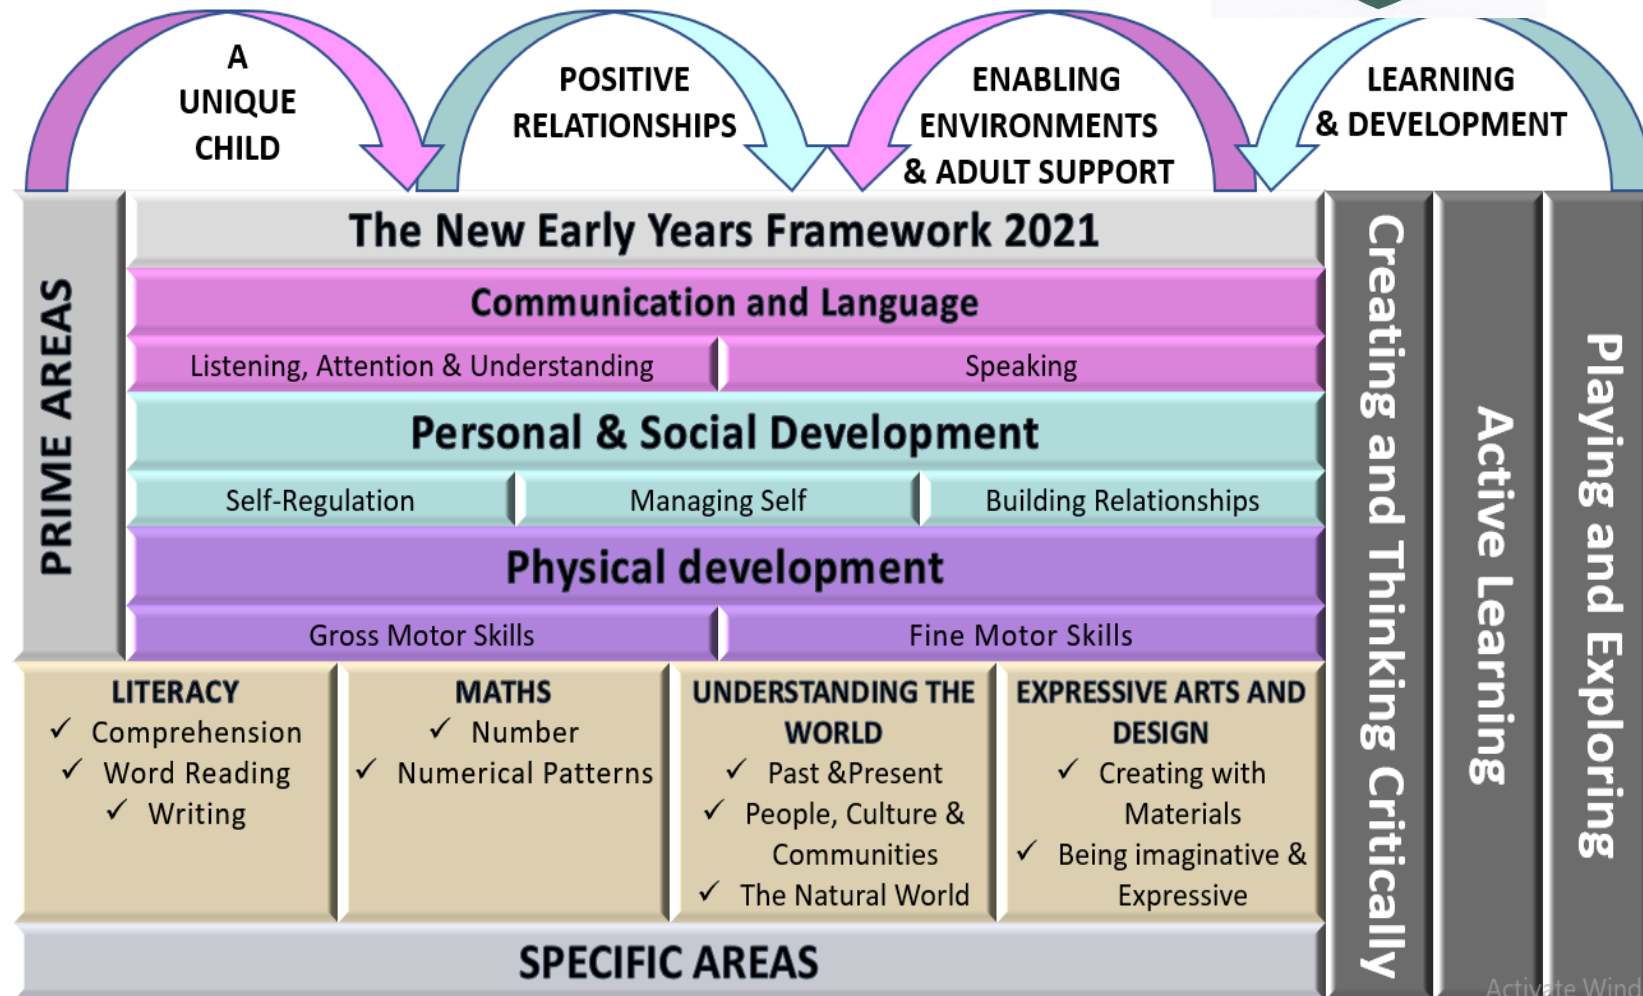 A
UNIQUE
CHILD
POSITIVE
RELATIONSHIPS
ENABLING
ENVIRONMENTS
& ADULT SUPPORT
LEARNING
& DEVELOPMENT
PRIME AREAS
The New Early Years Framework 2021
Communication and Language
Listening, Attention & Understanding
Speaking
Personal & Social Development
Self-Regulation
Managing Self
Building Relationships
Physical development
Gross Motor Skills
Fine Motor Skills
LITERACY
✓ Comprehension
✓ Word Reading
✓ Writing
MATHS
✓ Number
✓ Numerical Patterns
UNDERSTANDING THE
WORLD
✓ Past &Present
✓ People, Culture &
Communities
✓ The Natural World
EXPRESSIVE ARTS AND
DESIGN
✓ Creating with
Materials
✓ Being imaginative &
Expressive
SPECIFIC AREAS
Creating and Thinking Critically
Active Learning
Playing and Exploring
Activate Wind